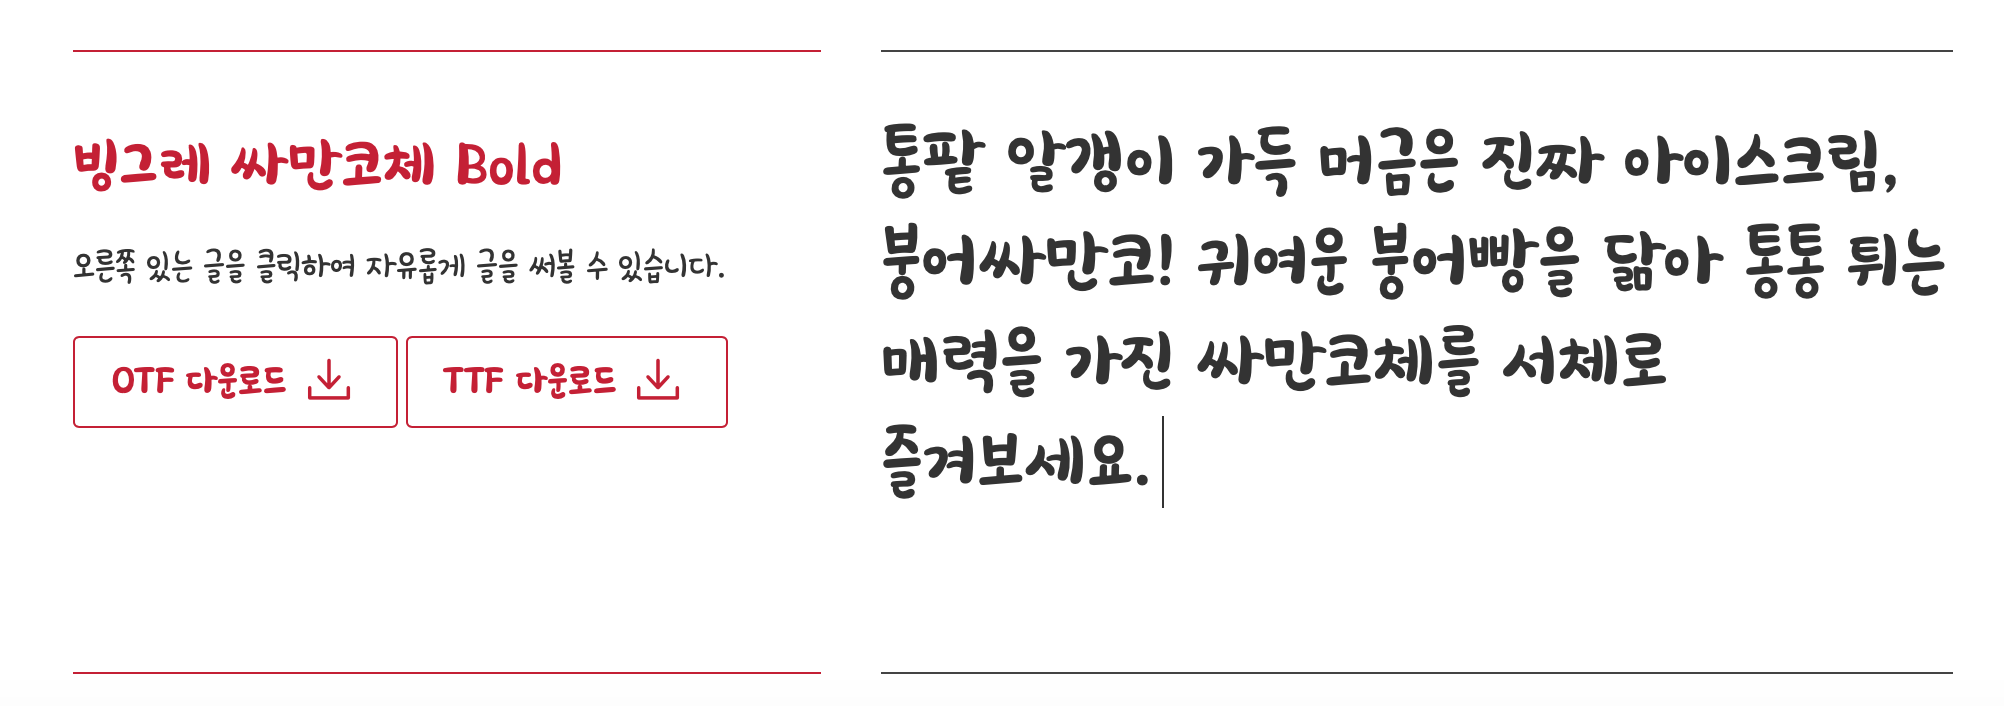 빙그레 싸만코체 Bold
오른쪽 있는 글을 클릭하여 자유롭게 글을 써볼 수 있습니다.
OTF 다운로드
TTF 다운로드
통팥 알갱이 가득 머금은 진짜 아이스크림,
붕어싸만코! 귀여운 붕어빵을 닮아 통통 튀는
매력을 가진 싸만코체를 서체로
즐겨보세요.